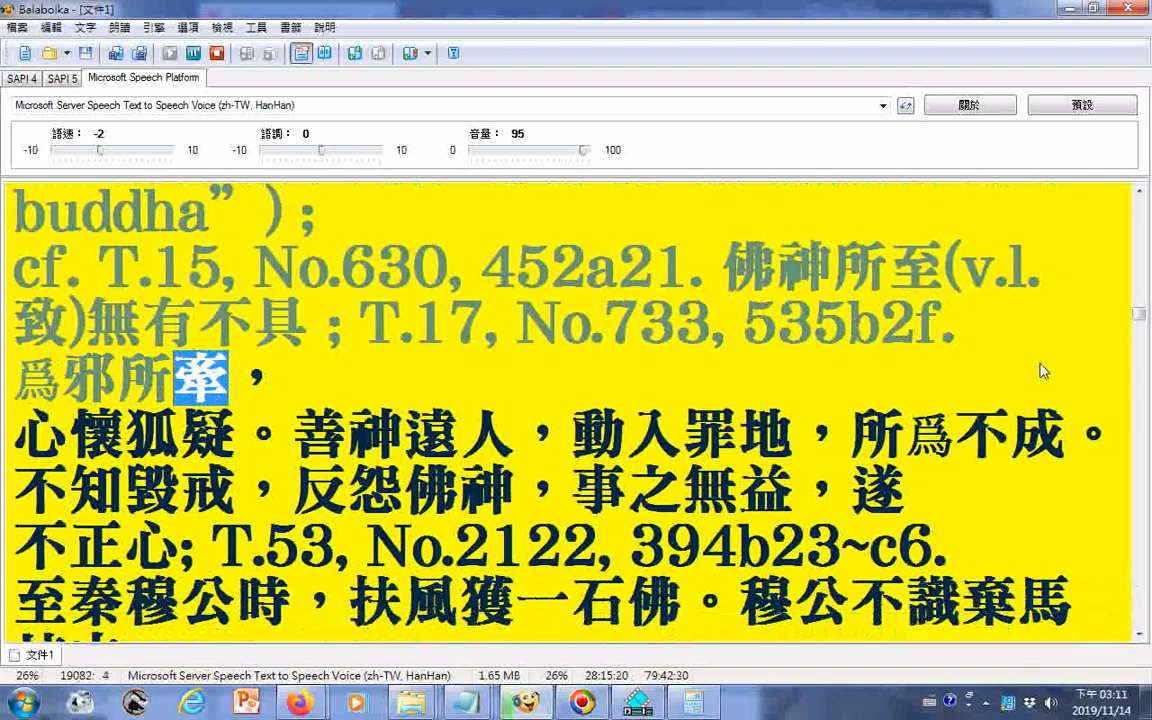 Balabolka - [文件1]
檔案 編輯 文字 朗讀 引擎 選項 檢視 工具 書籤 說明
SAPI 4 SAPI 5 Microsoft Speech Platform
Microsoft Server Speech Text to Speech Voice (zh-TW, HanHan) 關於 預設
語速： -2 語調： 0 音量： 95
-10 10 -10 10 0 100
buddha”）;
cf. T.15, No.630, 452a21. 佛神所至(v.l.
致)無有不具 ; T.17, No.733, 535b2f.
爲邪所牽，
心懷狐疑。善神遠人，動入罪地，所爲不成。
不知毀戒，反怨佛神，事之無益，遂
不正心; T.53, No.2122, 394b23~c6.
至秦穆公時，扶風獲一石佛。穆公不識棄馬
文件1
26% 19082: 4 Microsoft Server Speech Text to Speech Voice (zh-TW, HanHan) 1.65 MB 26% 28:15:20 79:42:30
下午 03:11
2019/11/14